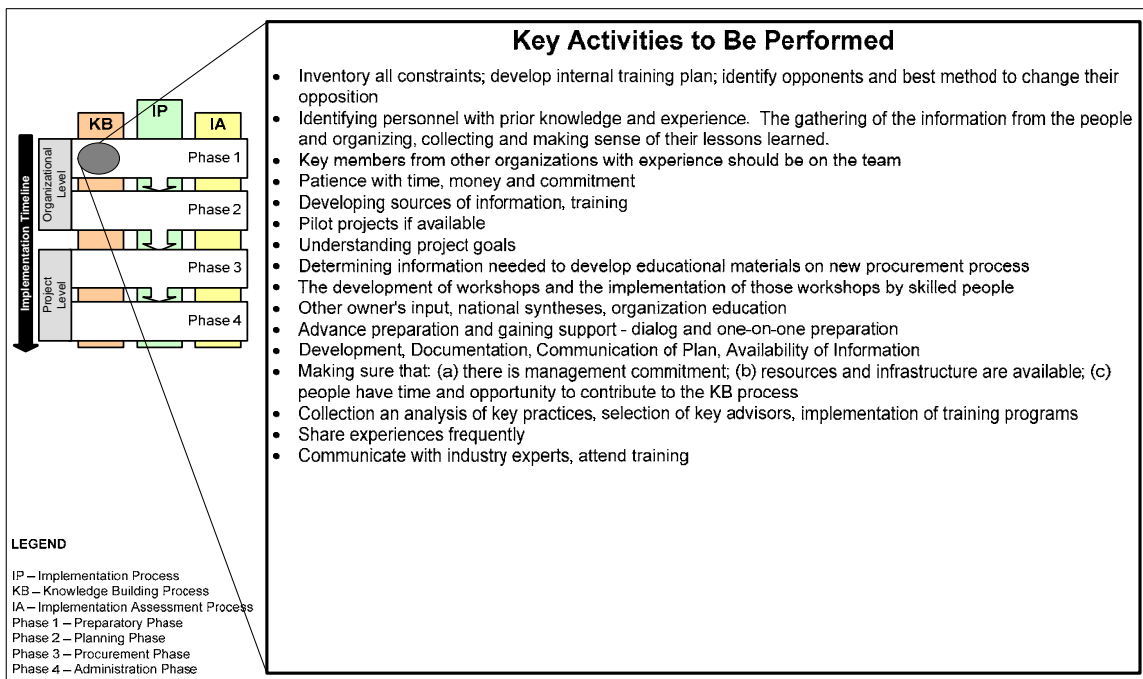 Key Activities to Be Performed
• Inventory all constraints; develop internal training plan; identify opponents and best method to change their
opposition
• Identifying personnel with prior knowledge and experience. The gathering of the information from the people
and organizing, collecting and making sense of their lessons learned.
• Key members from other organizations with experience should be on the team
• Patience with time, money and commitment
• Developing sources of information, training
• Pilot projects if available
• Understanding project goals
• Determining information needed to develop educational materials on new procurement process
• The development of workshops and the implementation of those workshops by skilled people
• Other owner's input, national syntheses, organization education
• Advance preparation and gaining support - dialog and one-on-one preparation
• Development, Documentation, Communication of Plan, Availability of Information
• Making sure that: (a) there is management commitment; (b) resources and infrastructure are available; (c)
people have time and opportunity to contribute to the KB process
• Collection an analysis of key practices, selection of key advisors, implementation of training programs
• Share experiences frequently
• Communicate with industry experts, attend training
KB
IP
IA
Implementation Timeline
Organizational
Level
Phase 1
Phase 2
Project
Level
Phase 3
Phase 4
LEGEND
IP – Implementation Process
KB – Knowledge Building Process
IA – Implementation Assessment Process
Phase 1 – Preparatory Phase
Phase 2 – Planning Phase
Phase 3 – Procurement Phase
Phase 4 – Administration Phase